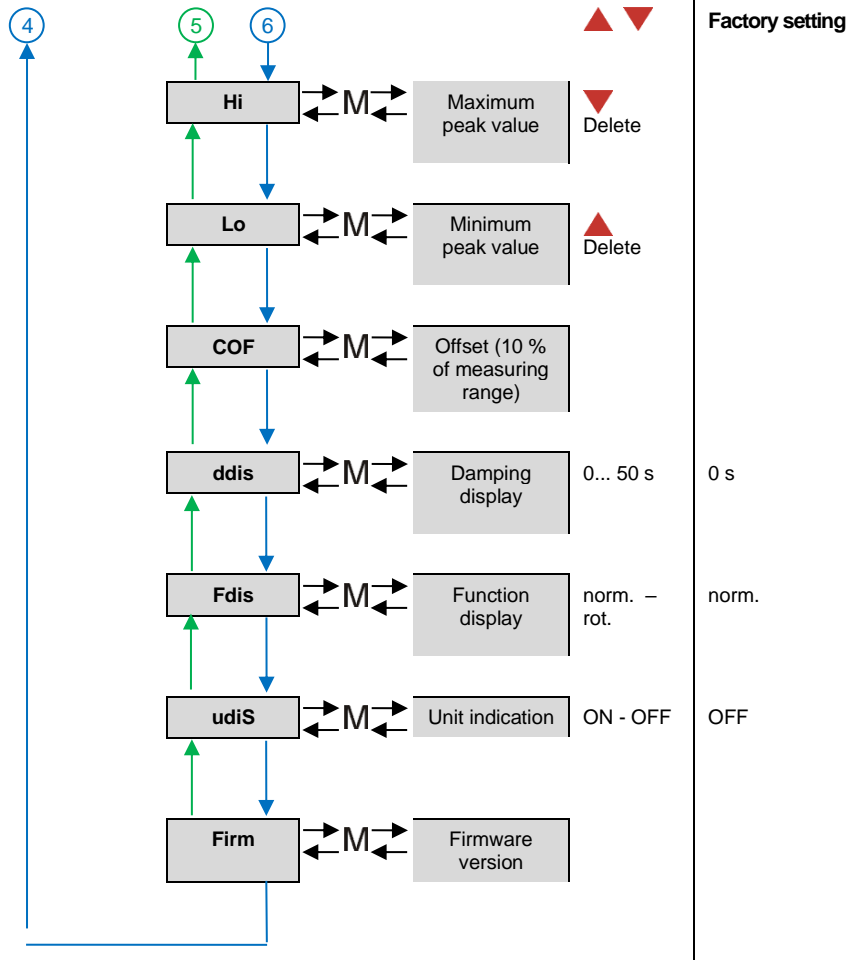 4 5 6 Factory setting
Hi M Maximum
peak value Delete
Lo M Minimum
peak value Delete
COF M Offset (10 %
of measuring
range)
ddis M Damping 0... 50 s 0 s
display
Fdis M Function norm. – norm.
display rot.
udiS M Unit indication ON - OFF OFF
Firm M Firmware
version